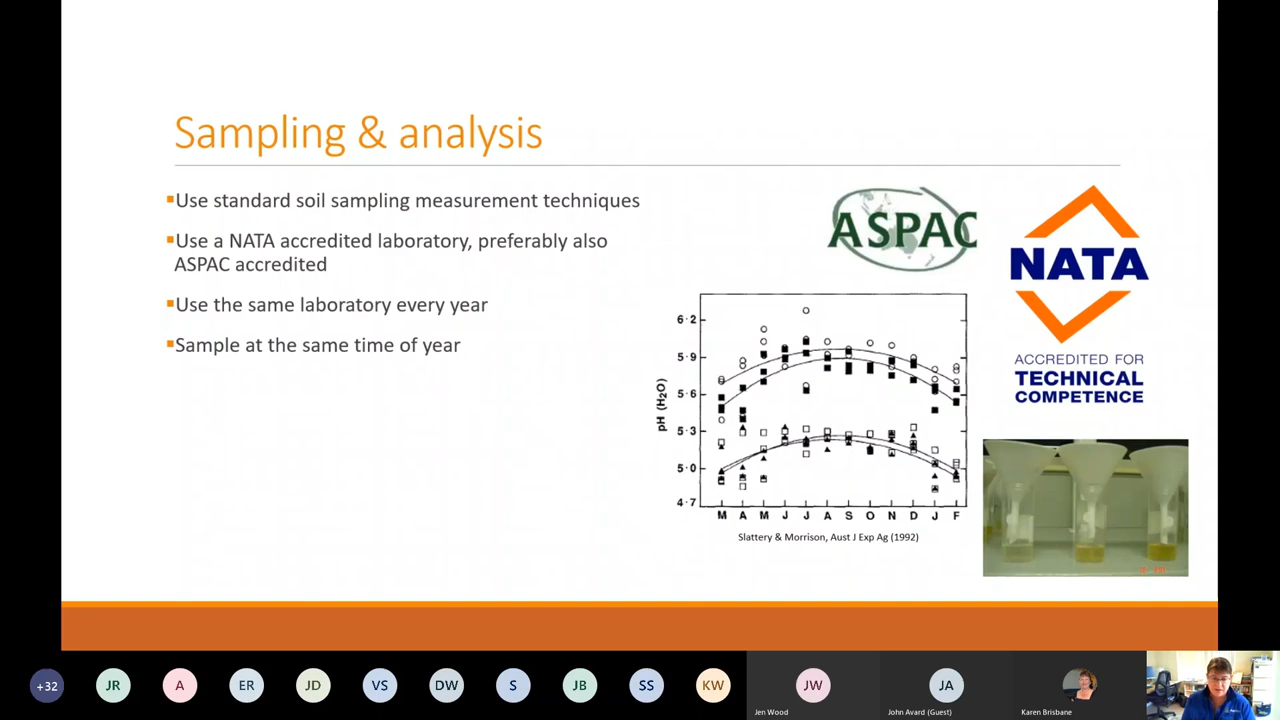 Sampling & analysis
Use standard soil sampling measurement techniques
Use a NATA accredited laboratory, preferably also
ASPAC accredited
Use the same laboratory every year
Sample at the same time of year
ASPAC
NATA
ACCREDITED FOR
TECHNICAL
COMPETENCE
pH (H₂O)
6·2
5·9
5·6
5·3
5·0
4·7
M A M J J A S O N D J F
Slattery & Morrison, Aust J Exp Ag (1992)
+32 JR A ER JD VS DW S JB SS KW JW JA
Jen Wood John Avard (Guest) Karen Brisbane